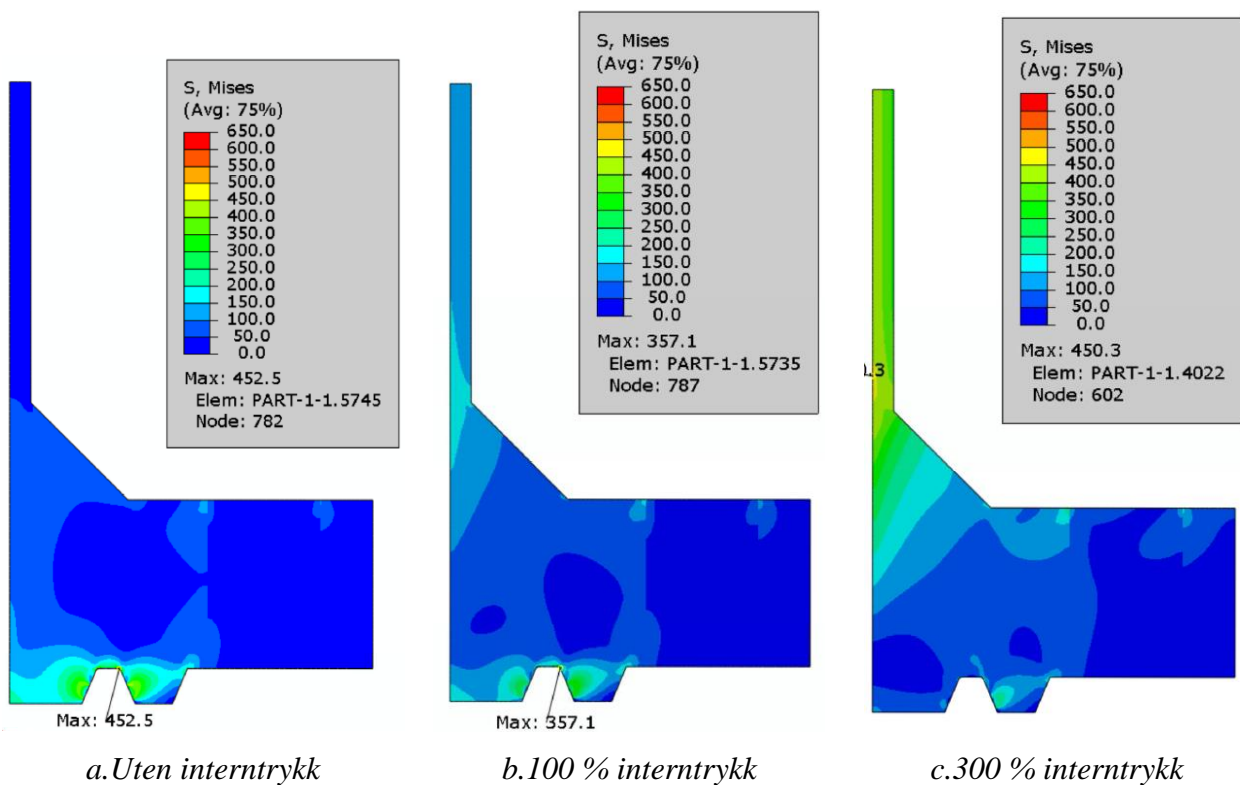 S, Mises
(Avg: 75%)
650.0
600.0
550.0
500.0
450.0
400.0
350.0
300.0
250.0
200.0
150.0
100.0
50.0
0.0
Max: 452.5
Elem: PART-1-1.5745
Node: 782
Max: 452.5
a.Uten interntrykk
S, Mises
(Avg: 75%)
650.0
600.0
550.0
500.0
450.0
400.0
350.0
300.0
250.0
200.0
150.0
100.0
50.0
0.0
Max: 357.1
Elem: PART-1-1.5735
Node: 787
Max: 357.1
b.100 % interntrykk
S, Mises
(Avg: 75%)
650.0
600.0
550.0
500.0
450.0
400.0
350.0
300.0
250.0
200.0
150.0
100.0
50.0
0.0
Max: 450.3
Elem: PART-1-1.4022
Node: 602
c.300 % interntrykk